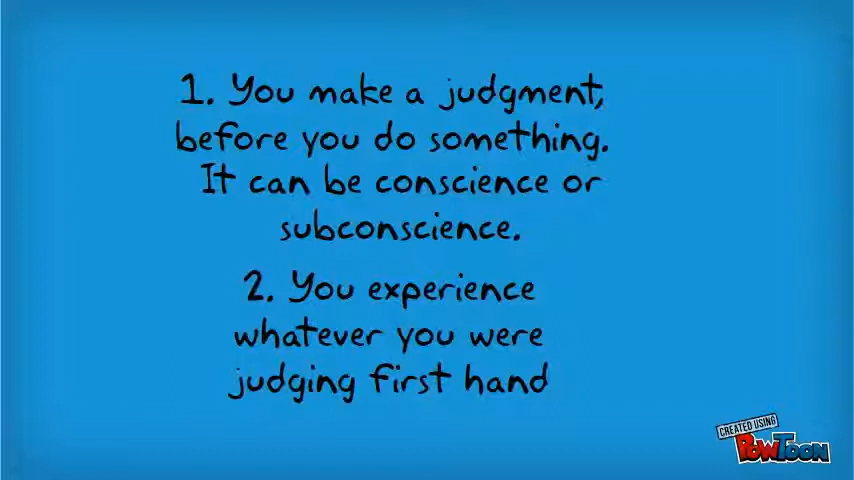 1. You make a judgment,
before you do something.
It can be conscience or
subconscience.
2. You experience
whatever you were
judging first hand
CREATED USING
POWTOON